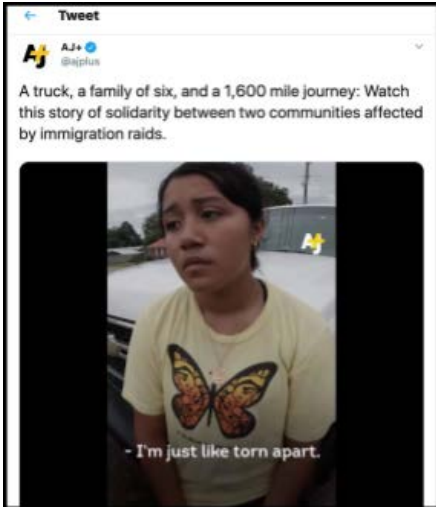 Tweet
AJ+
@ajplus
A truck, a family of six, and a 1,600 mile journey: Watch
this story of solidarity between two communities affected
by immigration raids.
AJ+
- I'm just like torn apart.